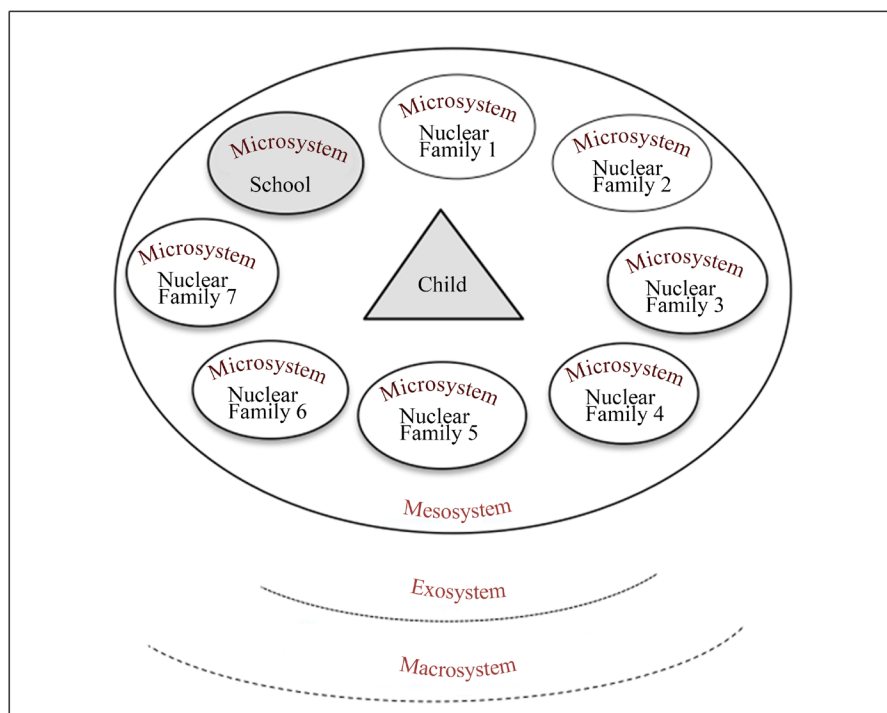 Microsystem
Nuclear
Family 1
Microsystem
School
Microsystem
Nuclear
Family 2
Microsystem
Nuclear
Family 7
Child
Microsystem
Nuclear
Family 3
Microsystem
Nuclear
Family 6
Microsystem
Nuclear
Family 5
Microsystem
Nuclear
Family 4
Mesosystem
Exosystem
Macrosystem